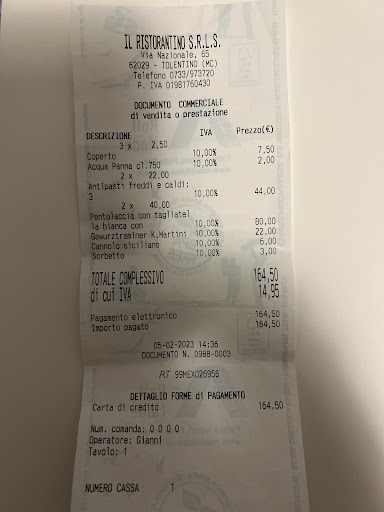 IL RISTORANTINO S.R.L.S.
Via Nazionale, 65
62029 - TOLENTINO (MC)
Telefono 0733/973720
P. IVA 01981760430
DOCUMENTO COMMERCIALE
di vendita o prestazione
DESCRIZIONE IVA Prezzo(€)
3 x 2,50
Coperto 10,00% 7,50
Acqua Panna cl.750 10,00% 2,00
2 x 22,00
Antipasti freddi e caldi:
3 10,00% 44,00
2 x 40,00
Pentolaccia con tagliatel
la bianca con 10,00% 80,00
Gewurztraminer K.Martini 10,00% 22,00
Cannolo siciliano 10,00% 6,00
Sorbetto 10,00% 3,00
TOTALE COMPLESSIVO 164,50
di cui IVA 14,95
Pagamento elettronico 164,50
Importo pagato 164,50
05-02-2023 14:36
DOCUMENTO N. 0988-0003
RT 99MEX026956
DETTAGLIO FORME di PAGAMENTO
Carta di credito 164,50
Num. comanda: 0 0 0 0
Operatore: Gianni
Tavolo: 1
NUMERO CASSA 1